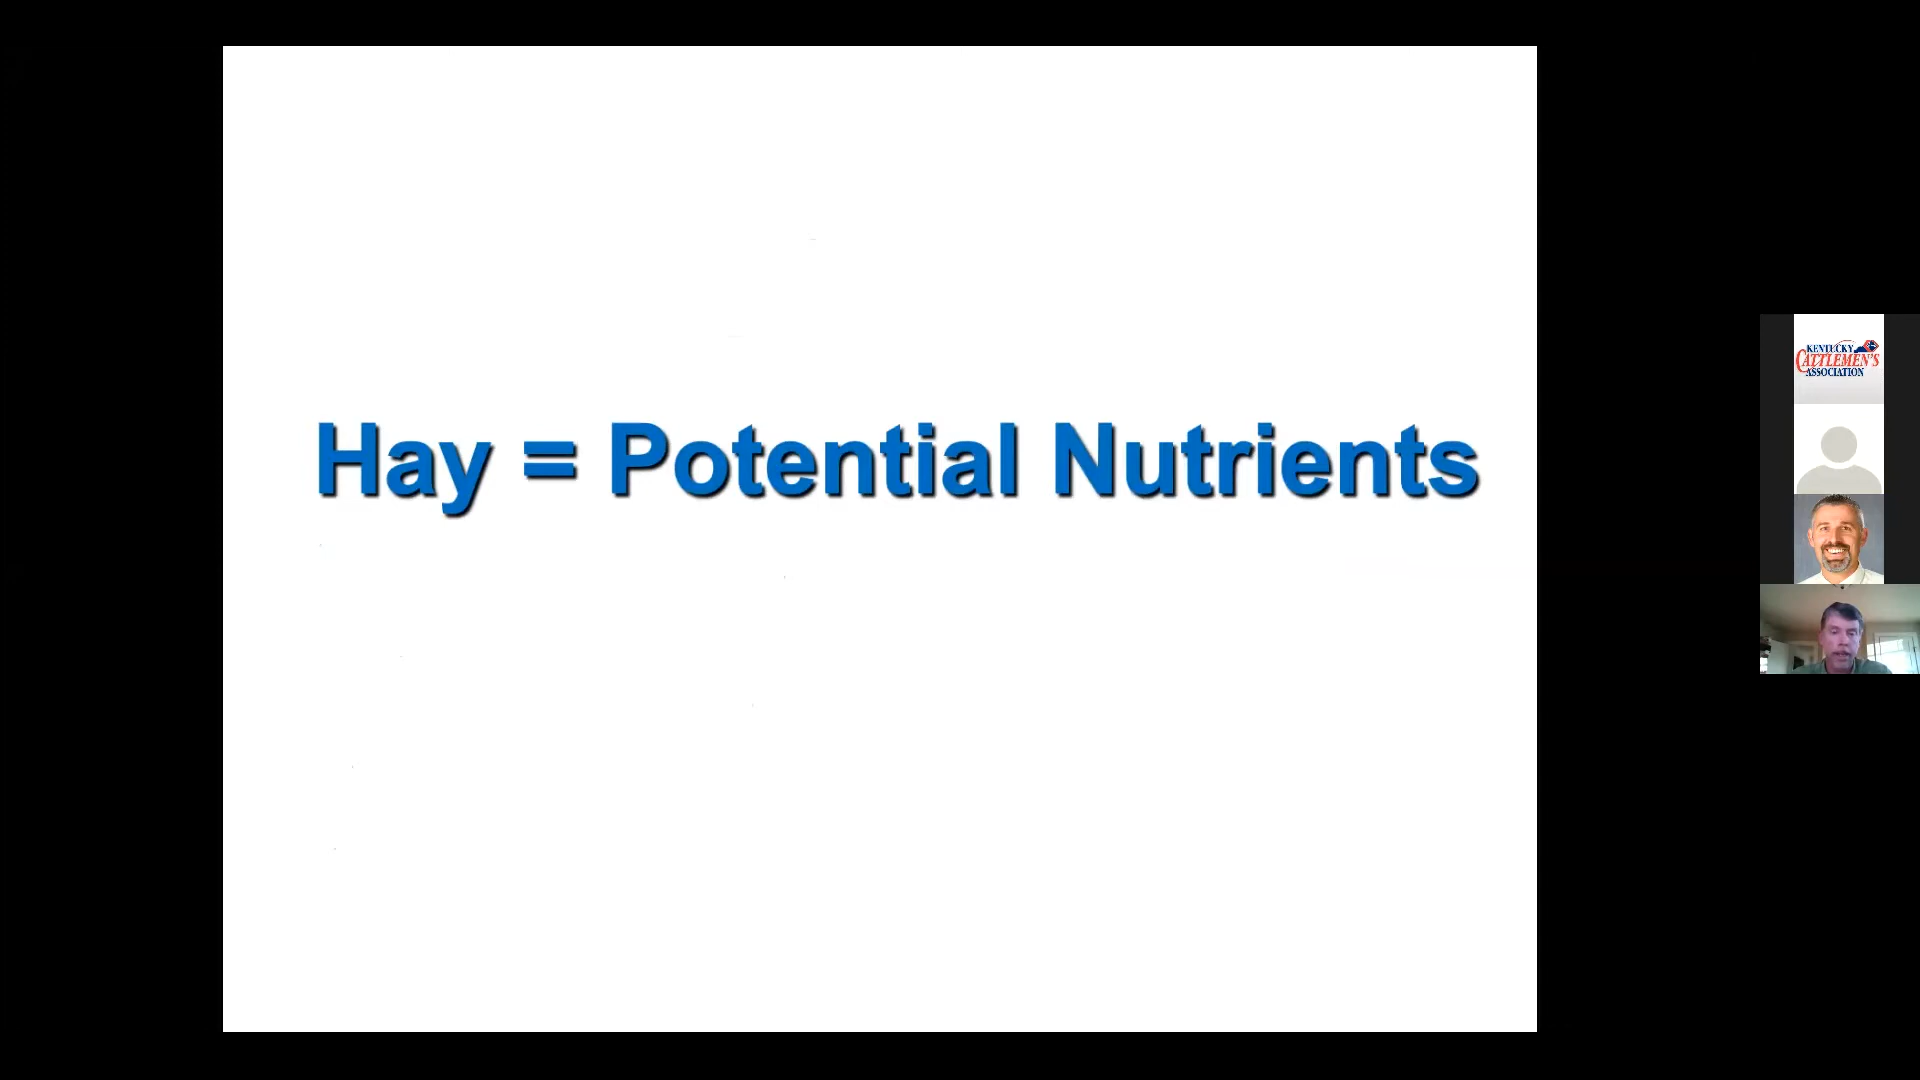 Hay = Potential Nutrients
KENTUCKY
CATTLEMEN'S
ASSOCIATION